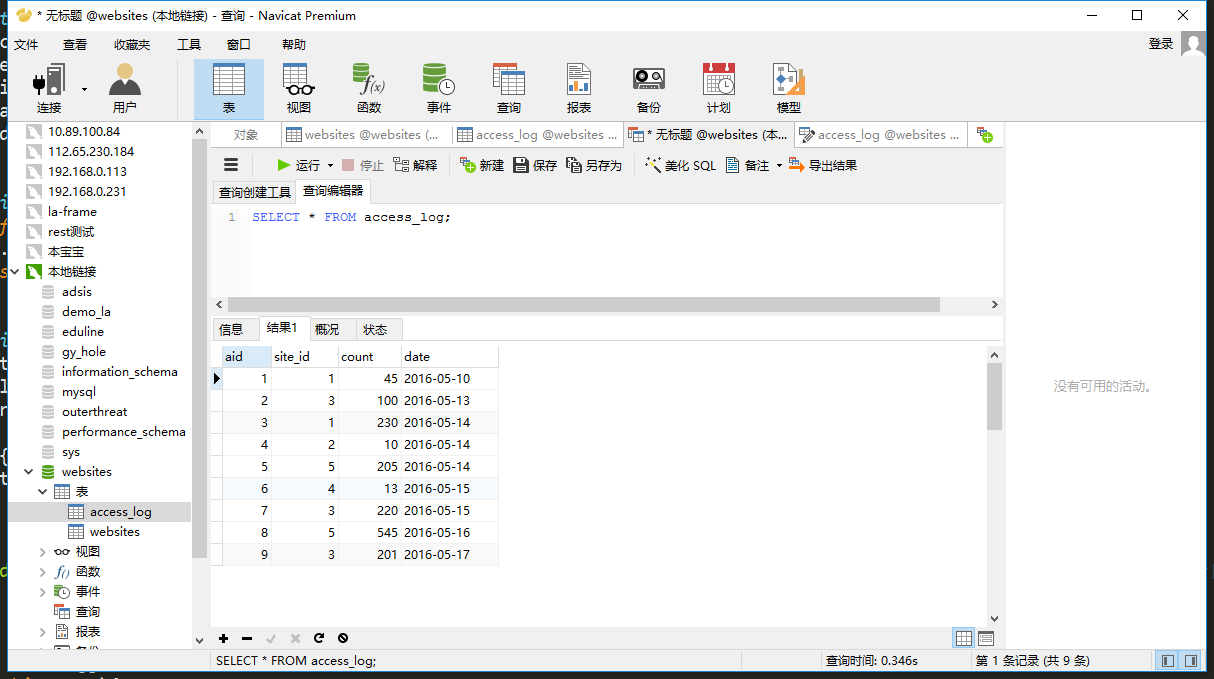 * 无标题 @websites (本地链接) - 查询 - Navicat Premium
文件 查看 收藏夹 工具 窗口 帮助 登录
连接 用户 表 视图 函数 事件 查询 报表 备份 计划 模型
10.89.100.84
112.65.230.184
192.168.0.113
192.168.0.231
la-frame
rest测试
本宝宝
本地链接
adsis
demo_la
eduline
gy_hole
information_schema
mysql
outerthreat
performance_schema
sys
websites
表
access_log
websites
视图
函数
事件
查询
报表
对象 websites @websites (... access_log @websites ... * 无标题 @websites (本... access_log @websites ...
运行 停止 解释 新建 保存 另存为 美化 SQL 备注 导出结果
查询创建工具 查询编辑器
1 SELECT * FROM access_log;
信息 结果1 概况 状态
aid site_id count date
1 1 45 2016-05-10
2 3 100 2016-05-13
3 1 230 2016-05-14
4 2 10 2016-05-14
5 5 205 2016-05-14
6 4 13 2016-05-15
7 3 220 2016-05-15
8 5 545 2016-05-16
9 3 201 2016-05-17
没有可用的活动。
SELECT * FROM access_log; 查询时间: 0.346s 第 1 条记录 (共 9 条)